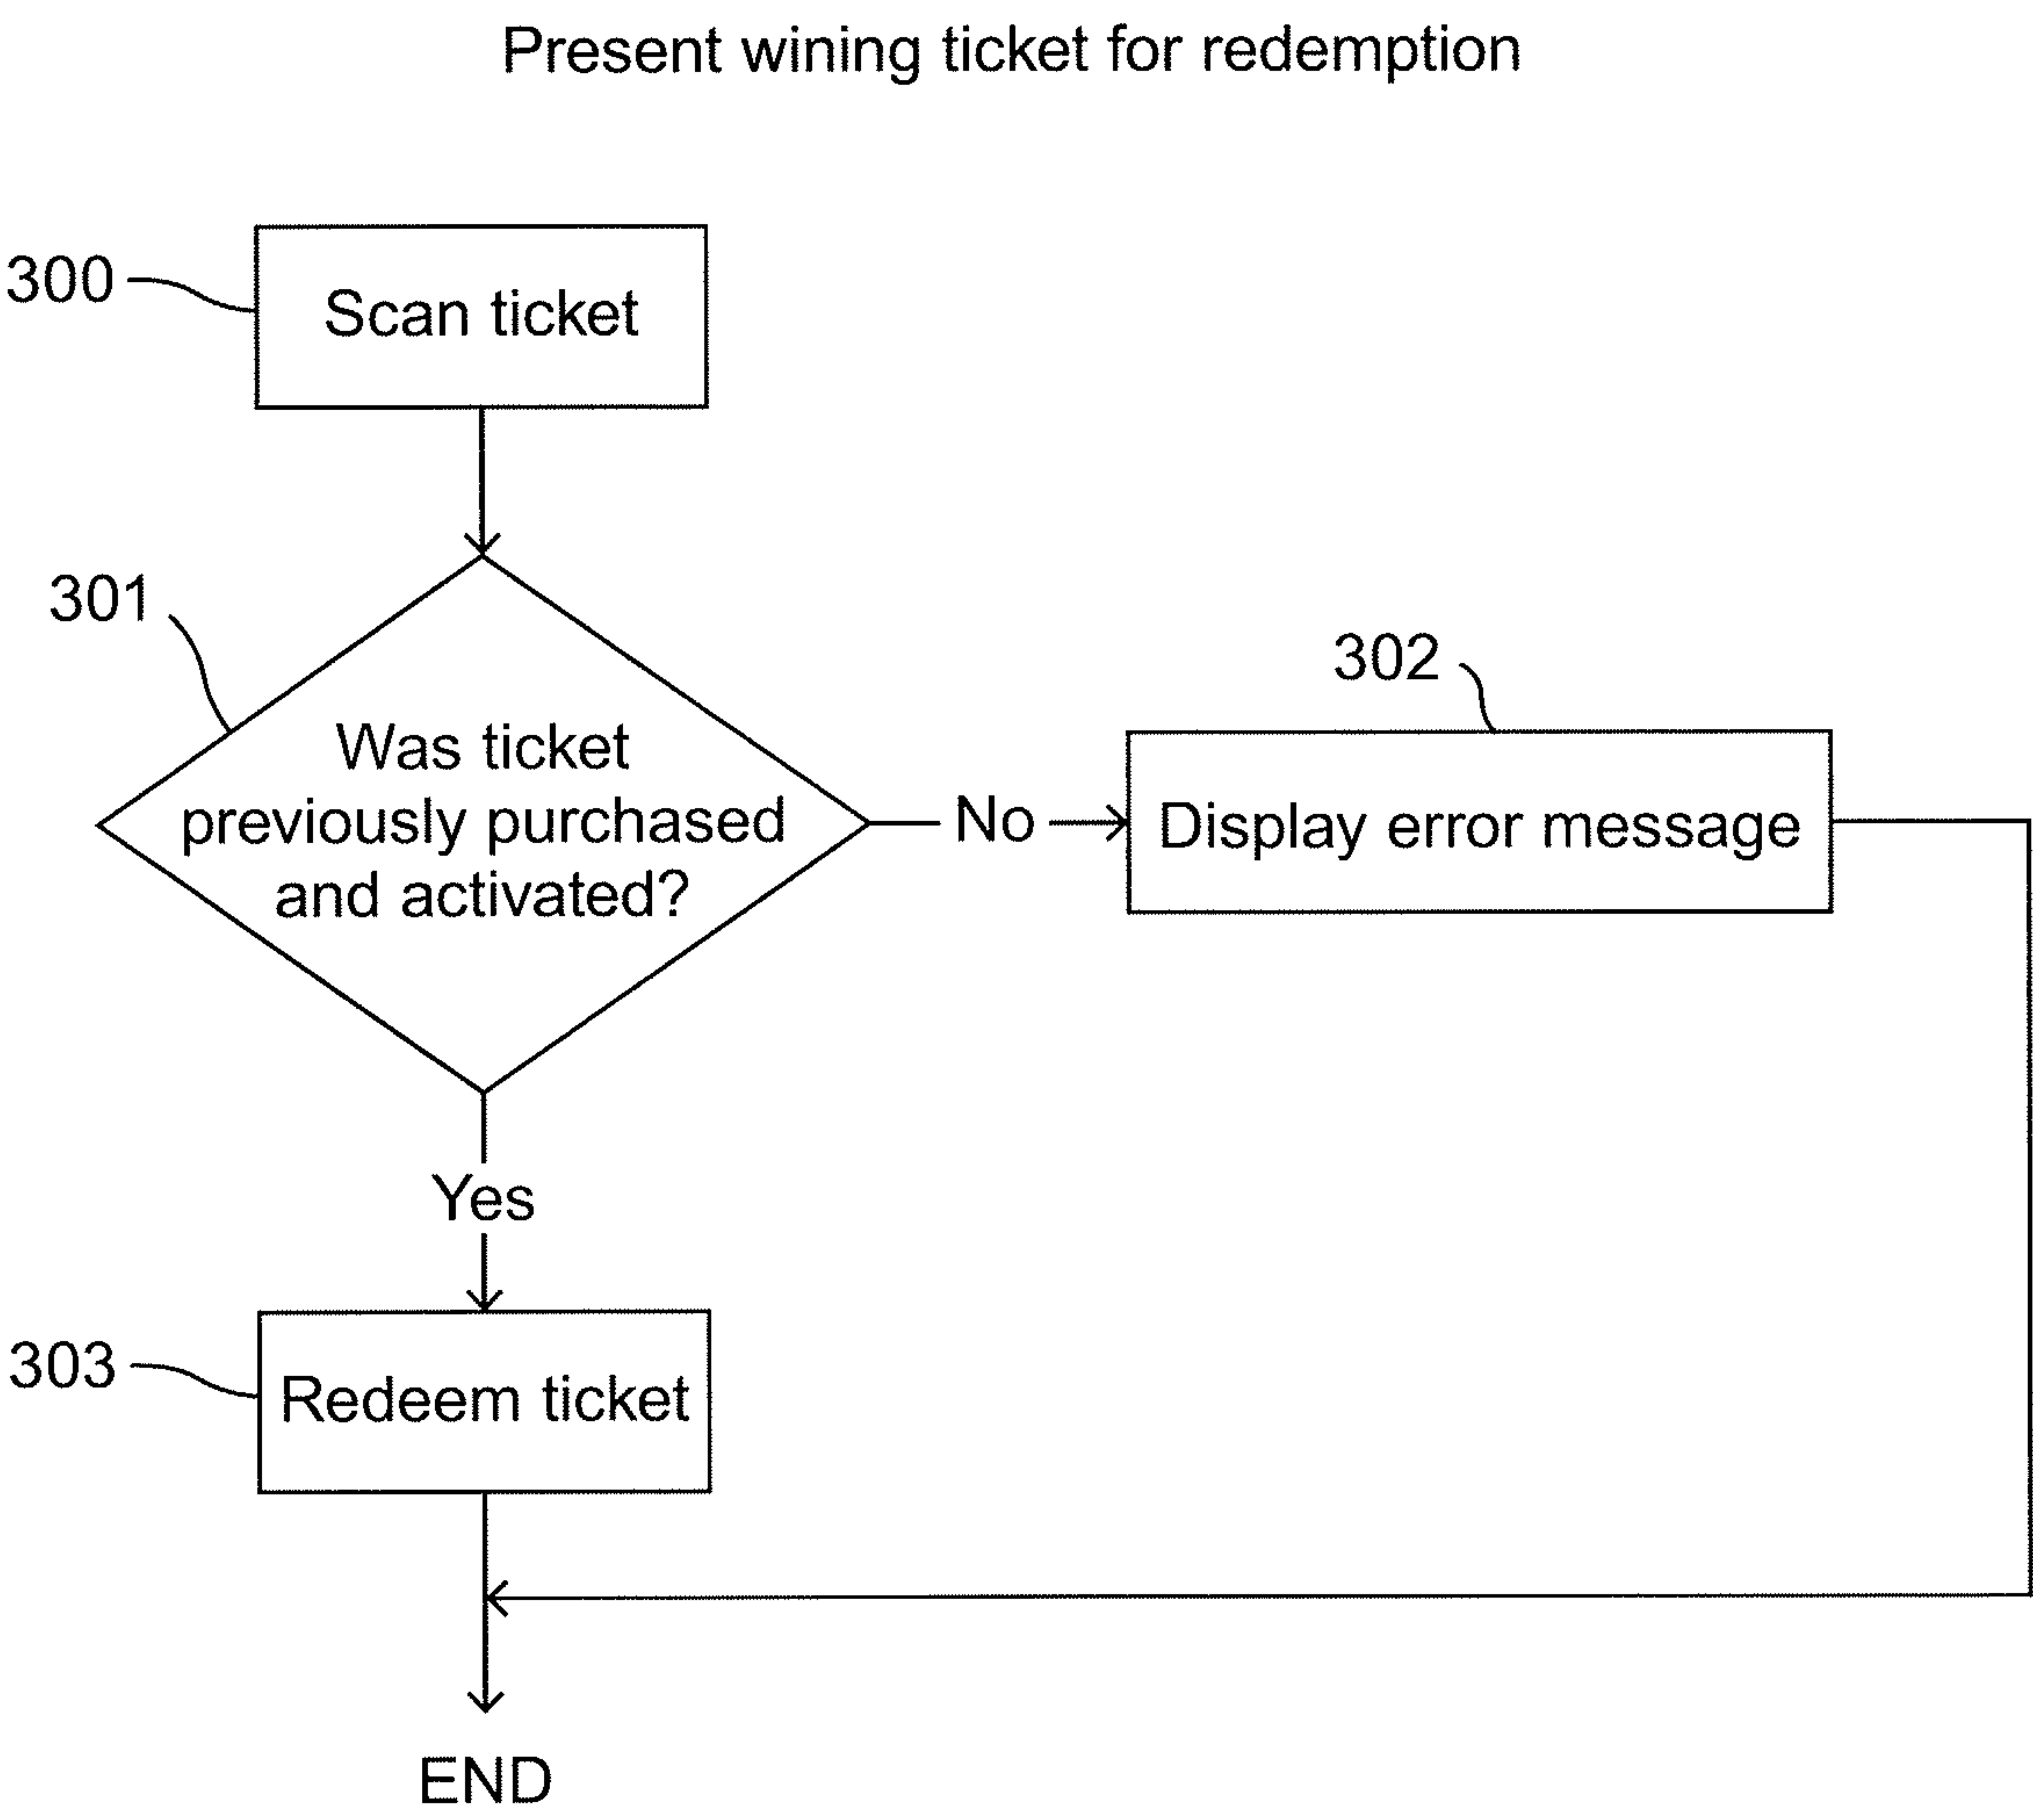 Present wining ticket for redemption
300
Scan ticket
301
Was ticket
previously purchased
and activated?
No
302
Display error message
Yes
303
Redeem ticket
END